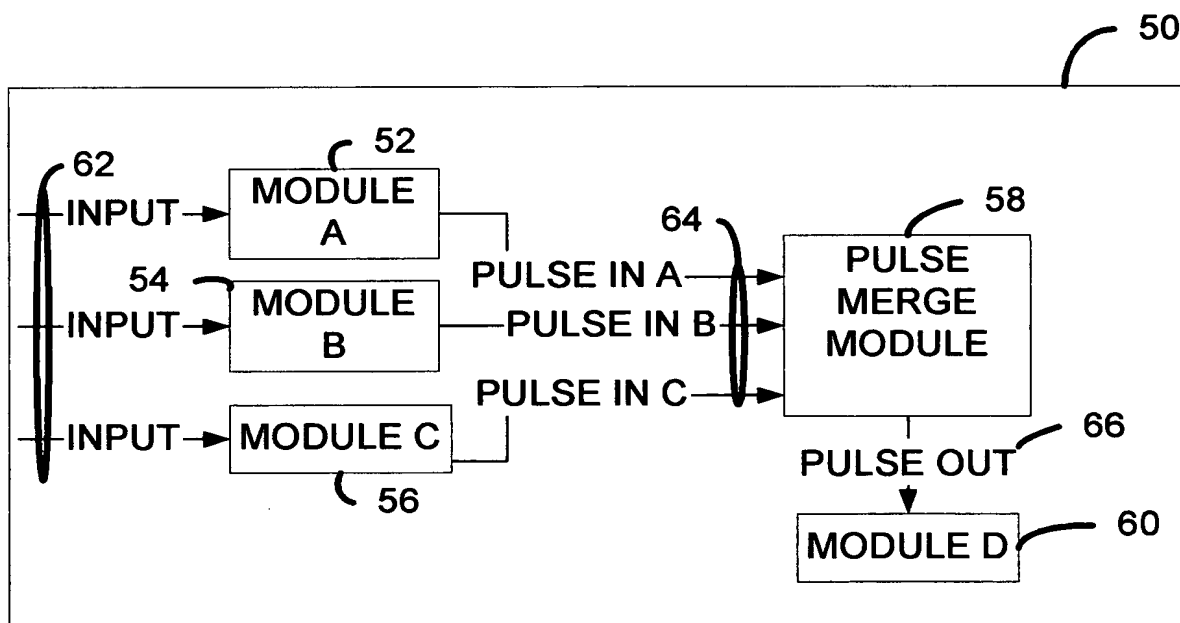 50
62
52
INPUT
MODULE
A
64
58
PULSE IN A
PULSE
MERGE
MODULE
54
INPUT
MODULE
B
PULSE IN B
PULSE IN C
INPUT
MODULE C
56
66
PULSE OUT
MODULE D
60